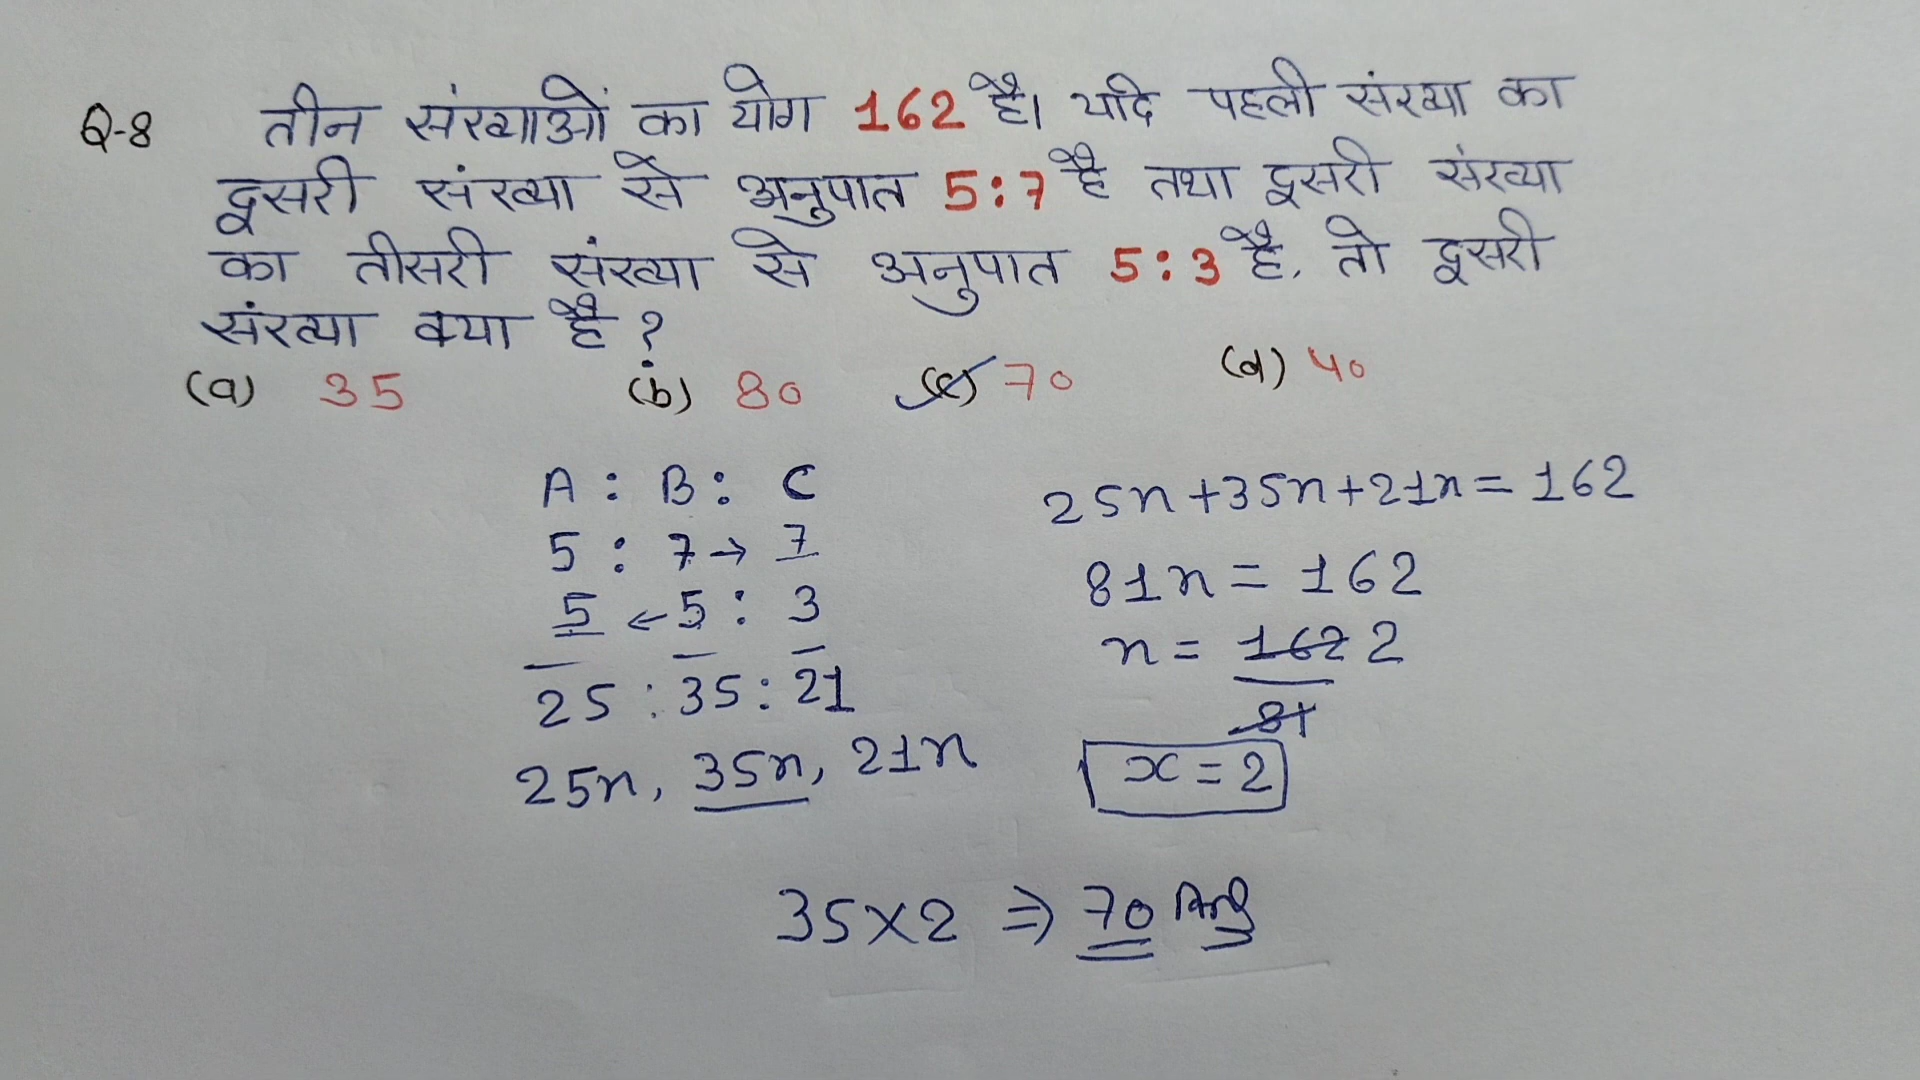 Q-8 तीन संख्याओं का योग 162 है। यदि पहली संख्या का
दूसरी संख्या से अनुपात 5:7 है तथा दूसरी संख्या
का तीसरी संख्या से अनुपात 5:3 है, तो दूसरी
संख्या क्या है ?
(a) 35 (b) 80 (c) 70 (d) 40
A : B : C
5 : 7 → 7
5 ← 5 : 3
25 : 35 : 21
25x, 35x, 21x
25x+35x+21x = 162
81x = 162
x = 162 2
81
x = 2
35×2 ⇒ 70 Ans